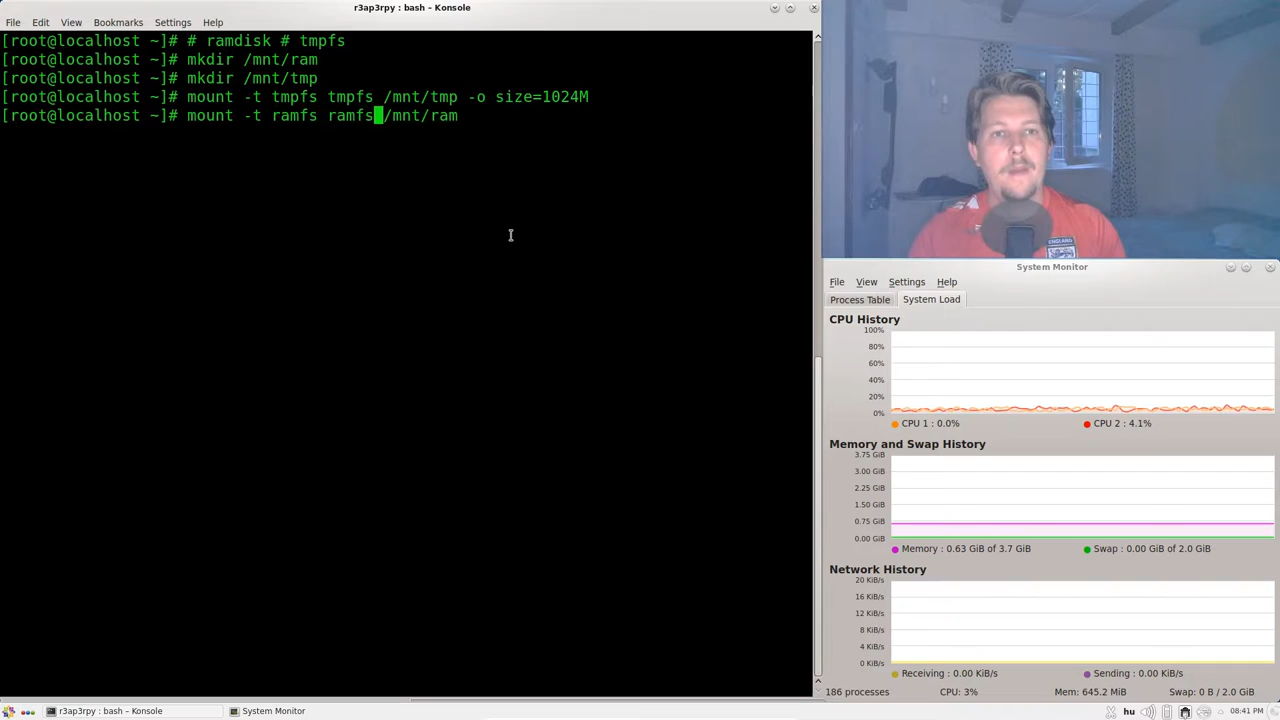 r3ap3rpy : bash – Konsole
File Edit View Bookmarks Settings Help
[root@localhost ~]# # ramdisk # tmpfs
[root@localhost ~]# mkdir /mnt/ram
[root@localhost ~]# mkdir /mnt/tmp
[root@localhost ~]# mount -t tmpfs tmpfs /mnt/tmp -o size=1024M
[root@localhost ~]# mount -t ramfs ramfs /mnt/ram
ENGLAND
System Monitor
File View Settings Help
Process Table System Load
CPU History
100%
80%
60%
40%
20%
0%
CPU 1 : 0.0% CPU 2 : 4.1%
Memory and Swap History
3.75 GiB
3.00 GiB
2.25 GiB
1.50 GiB
0.75 GiB
0.00 GiB
Memory : 0.63 GiB of 3.7 GiB Swap : 0.00 GiB of 2.0 GiB
Network History
20 KiB/s
16 KiB/s
12 KiB/s
8 KiB/s
4 KiB/s
0 KiB/s
Receiving : 0.00 KiB/s Sending : 0.00 KiB/s
186 processes CPU: 3% Mem: 645.2 MiB Swap: 0 B / 2.0 GiB
r3ap3rpy : bash – Konsole System Monitor hu 08:41 PM